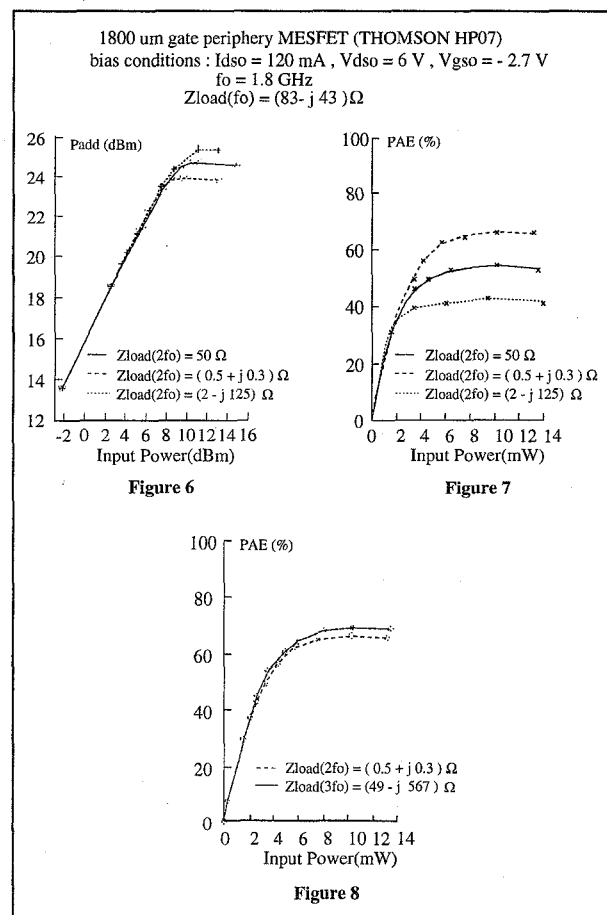 1800 um gate periphery MESFET (THOMSON HP07)
bias conditions : Idso = 120 mA , Vdso = 6 V , Vgso = - 2.7 V
fo = 1.8 GHz
Zload(fo) = (83- j 43 )Ω
26
24
22
20
18
16
14
12
Padd (dBm)
Zload(2fo) = 50 Ω
Zload(2fo) = ( 0.5 + j 0.3 ) Ω
Zload(2fo) = (2 - j 125) Ω
-2 0 2 4 6 8 10 12 14 16
Input Power(dBm)
Figure 6
100
80
60
40
20
0
PAE (%)
Zload(2fo) = 50 Ω
Zload(2fo) = ( 0.5 + j 0.3 ) Ω
Zload(2fo) = (2 - j 125) Ω
0 2 4 6 8 10 12 14
Input Power(mW)
Figure 7
100
80
60
40
20
0
PAE (%)
Zload(2fo) = ( 0.5 + j 0.3 ) Ω
Zload(3fo) = (49 - j 567 ) Ω
0 2 4 6 8 10 12 14
Input Power(mW)
Figure 8